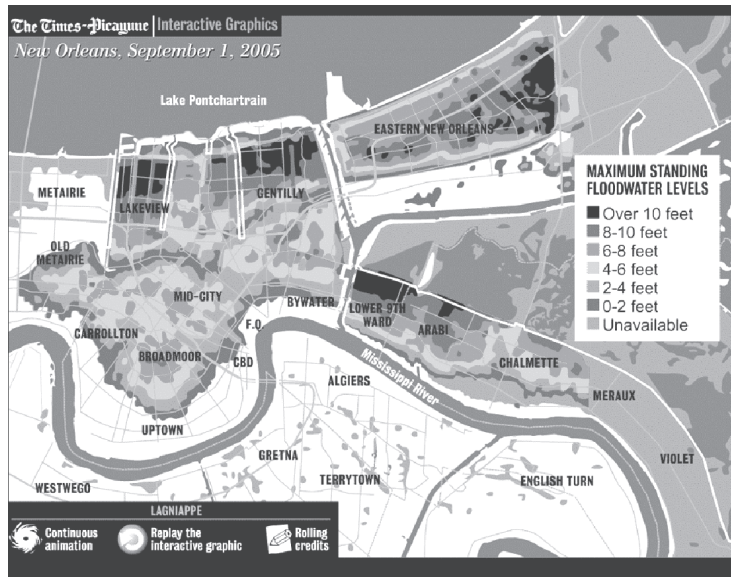 The Times-Picayune | Interactive Graphics
New Orleans, September 1, 2005
Lake Pontchartrain
EASTERN NEW ORLEANS
METAIRIE
LAKEVIEW
GENTILLY
MAXIMUM STANDING
FLOODWATER LEVELS
Over 10 feet
8-10 feet
6-8 feet
4-6 feet
2-4 feet
0-2 feet
Unavailable
OLD
METAIRIE
MID-CITY
BYWATER
LOWER 9TH
WARD
ARABI
CARROLLTON
F.Q.
BROADMOOR
CBD
CHALMETTE
Mississippi River
ALGIERS
MERAUX
UPTOWN
GRETNA
VIOLET
TERRYTOWN
ENGLISH TURN
WESTWEGO
LAGNIAPPE
Continuous
animation
Replay the
interactive graphic
Rolling
credits